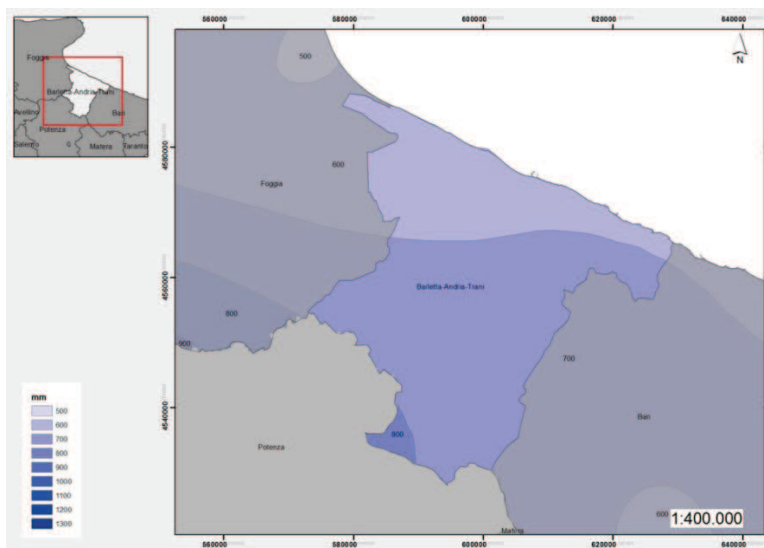 Foggia
Barletta-Andria-Trani
Avellino
Bari
Potenza
Salerno
Matera
Taranto
560000
580000
600000
620000
640000
N
4580000
4560000
4540000
500
600
Foggia
800
900
Barletta-Andria-Trani
700
800
Potenza
Bari
600
Matera
1:400.000
560000
580000
600000
620000
640000
mm
500
600
700
800
900
1000
1100
1200
1300